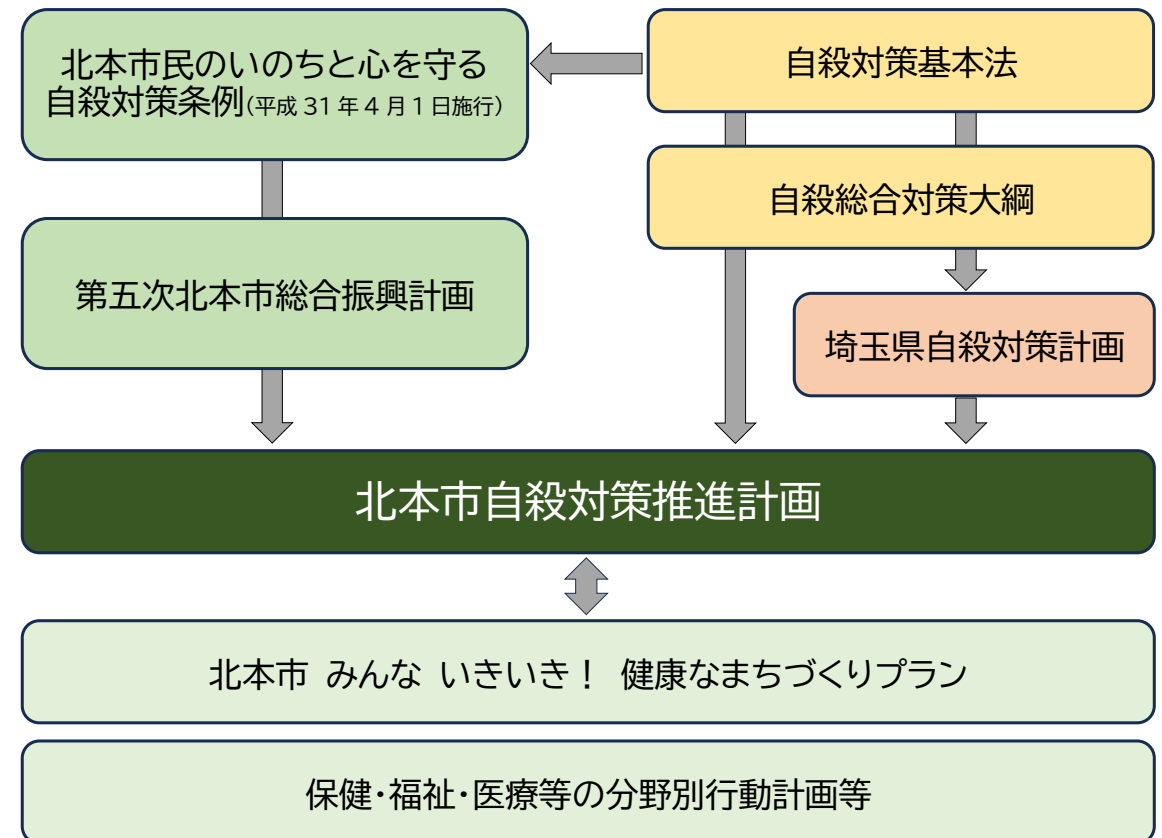 北本市民のいのちと心を守る
自殺対策条例(平成 31 年 4 月 1 日施行)
自殺対策基本法
自殺総合対策大綱
第五次北本市総合振興計画
埼玉県自殺対策計画
北本市自殺対策推進計画
北本市 みんな いきいき！ 健康なまちづくりプラン
保健・福祉・医療等の分野別行動計画等